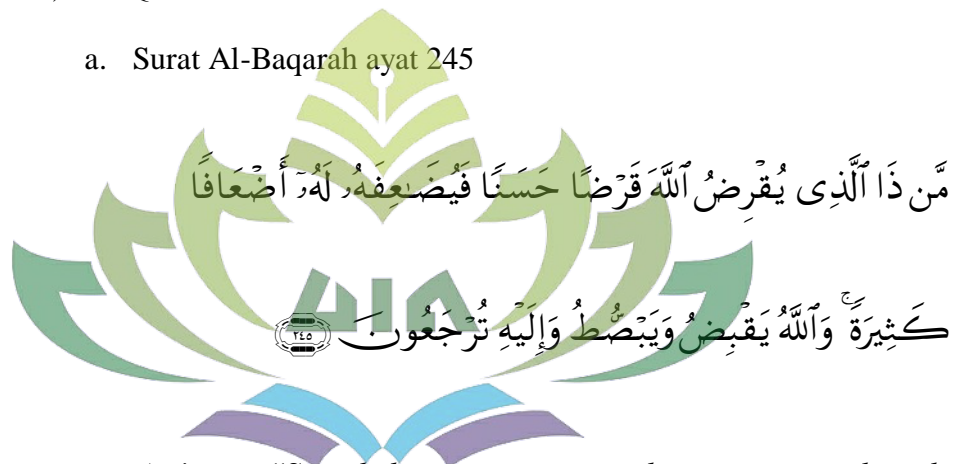 a. Surat Al-Baqarah ayat 245
مَّن ذَا ٱلَّذِى يُقْرِضُ ٱللَّهَ قَرْضًا حَسَنًا فَيُضَـٰعِفَهُۥ لَهُۥٓ أَضْعَافًا
كَثِيرَةً ۚ وَٱللَّهُ يَقْبِضُ وَيَبْصُۜطُ وَإِلَيْهِ تُرْجَعُونَ ٢٤٥